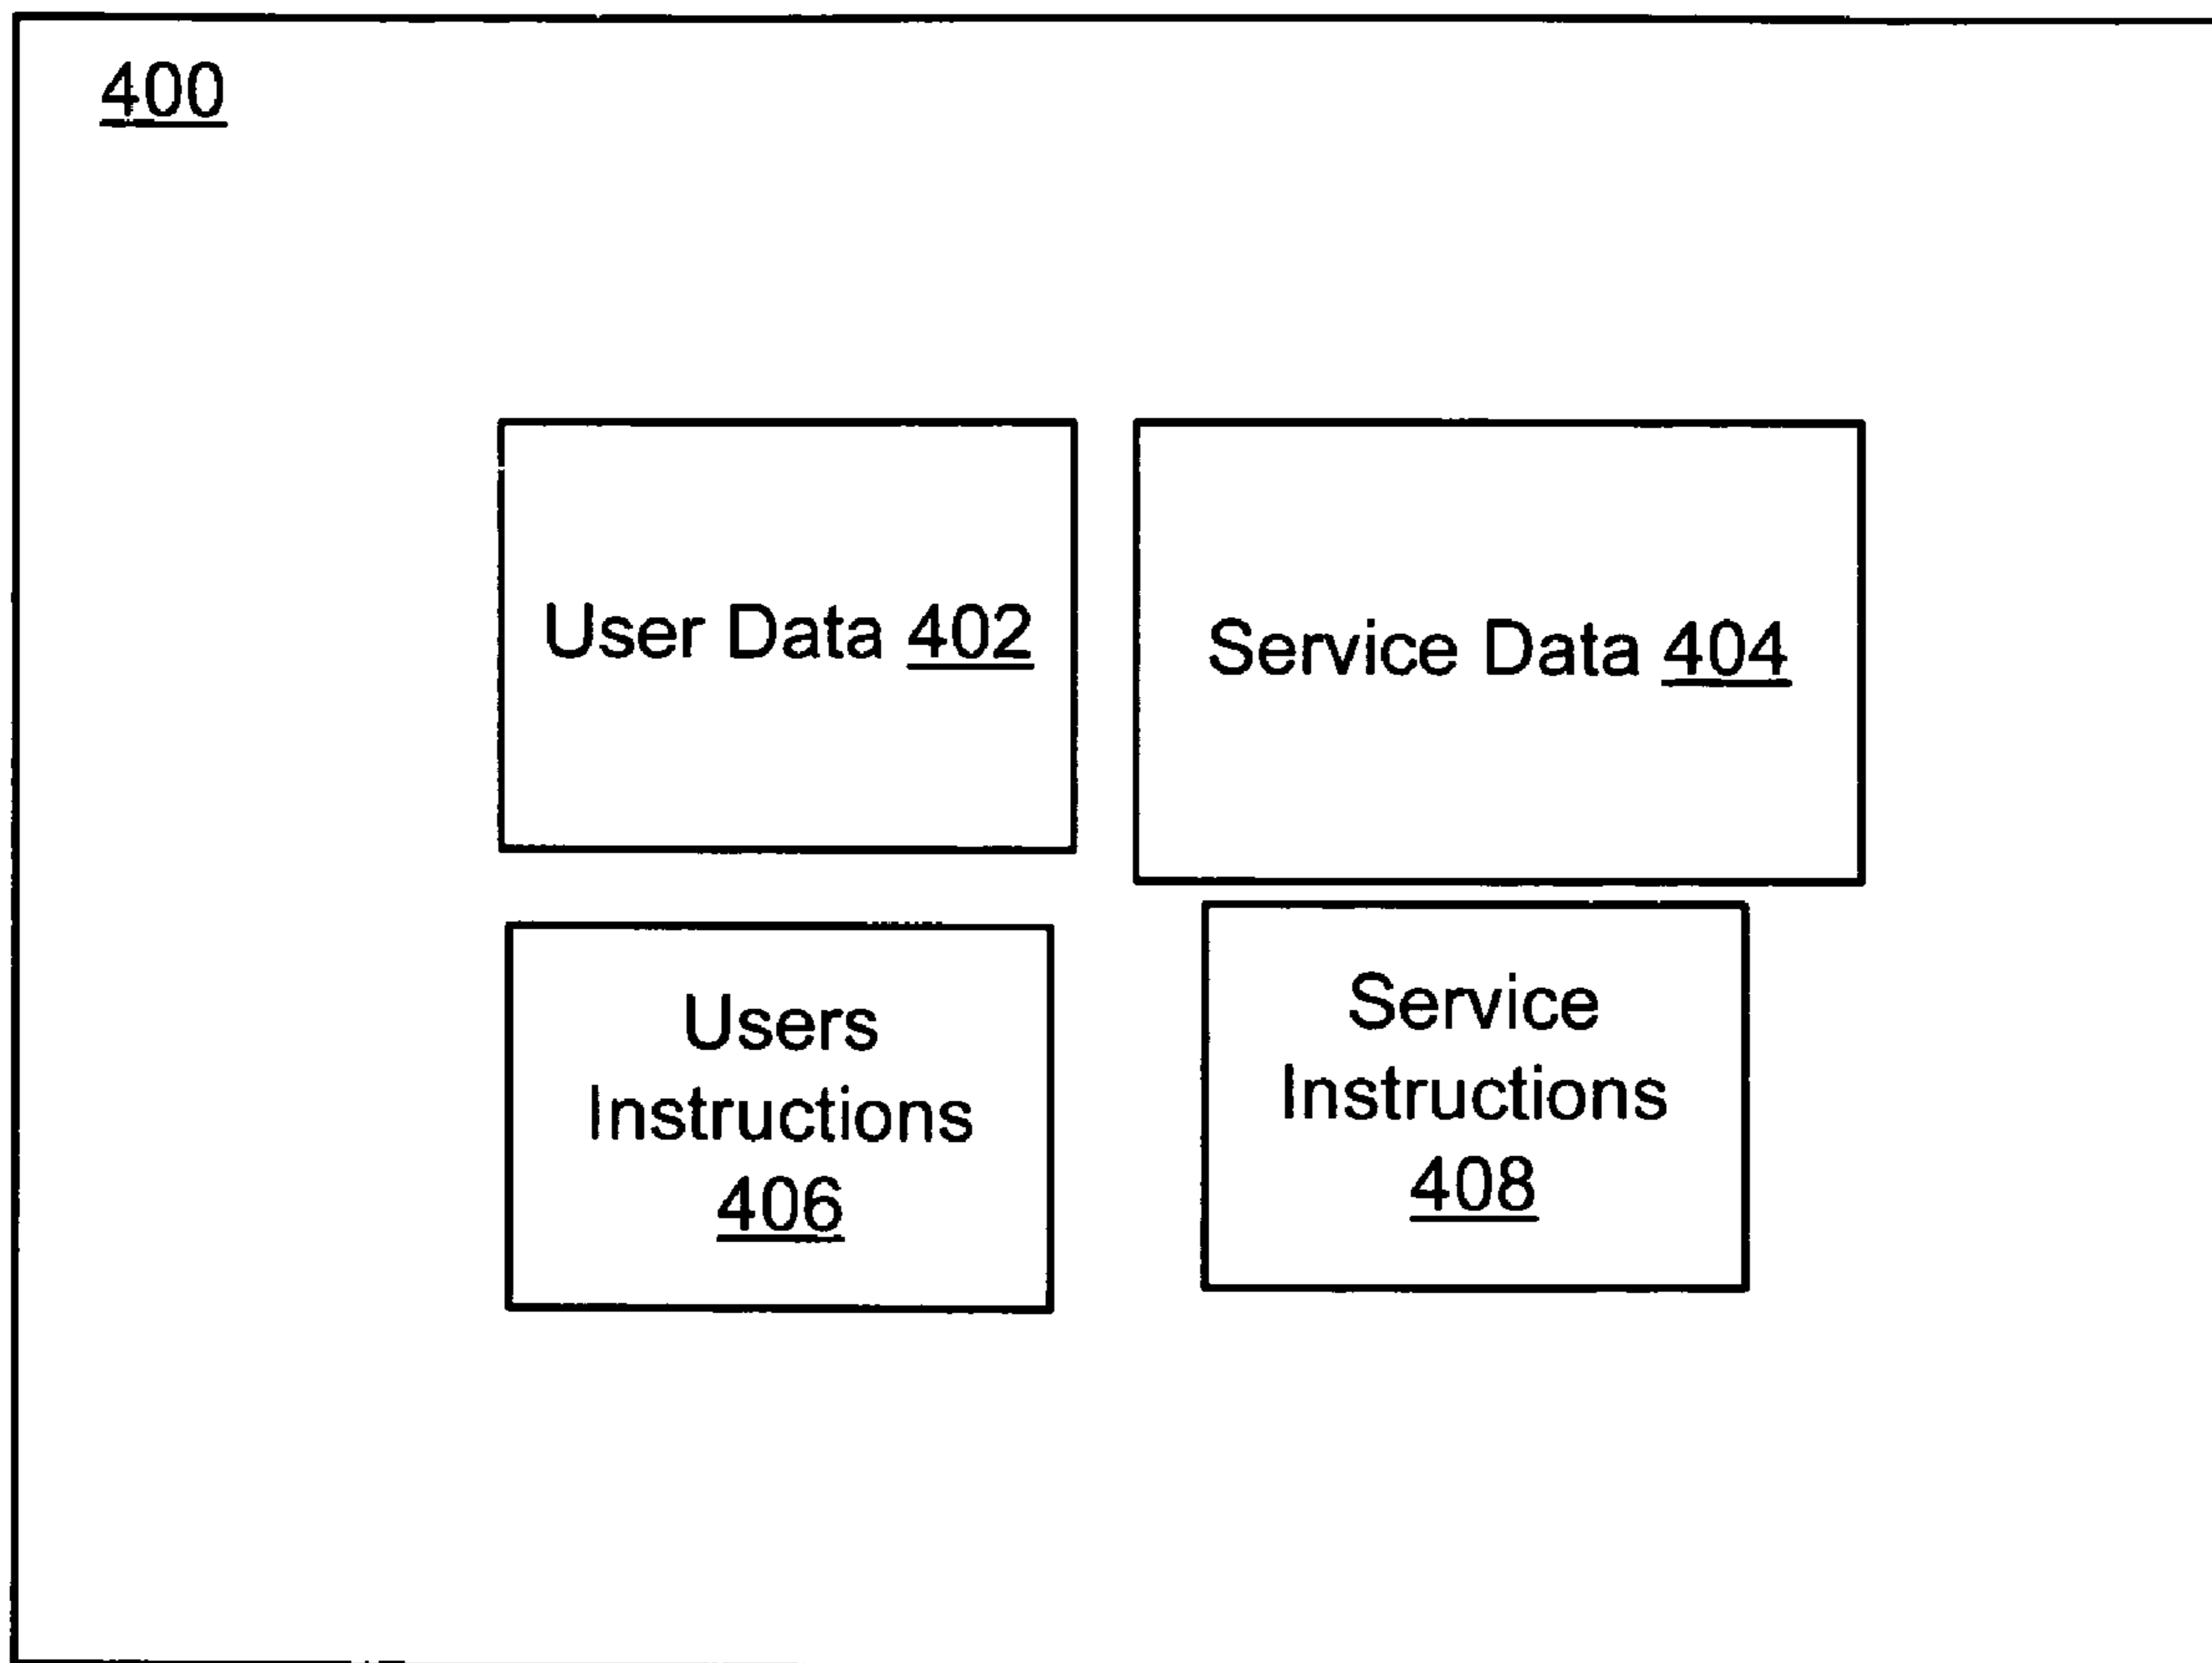 400
User Data 402
Service Data 404
Users
Instructions
406
Service
Instructions
408